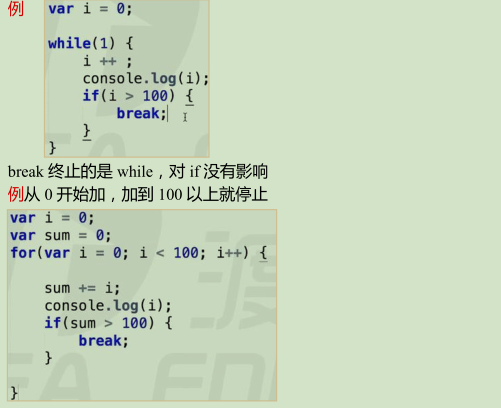 例
var i = 0;
while(1) {
i ++ ;
console.log(i);
if(i > 100) {
break;
}
}
break 终止的是 while，对 if 没有影响
例从 0 开始加，加到 100 以上就停止
var i = 0;
var sum = 0;
for(var i = 0; i < 100; i++) {
sum += i;
console.log(i);
if(sum > 100) {
break;
}
}